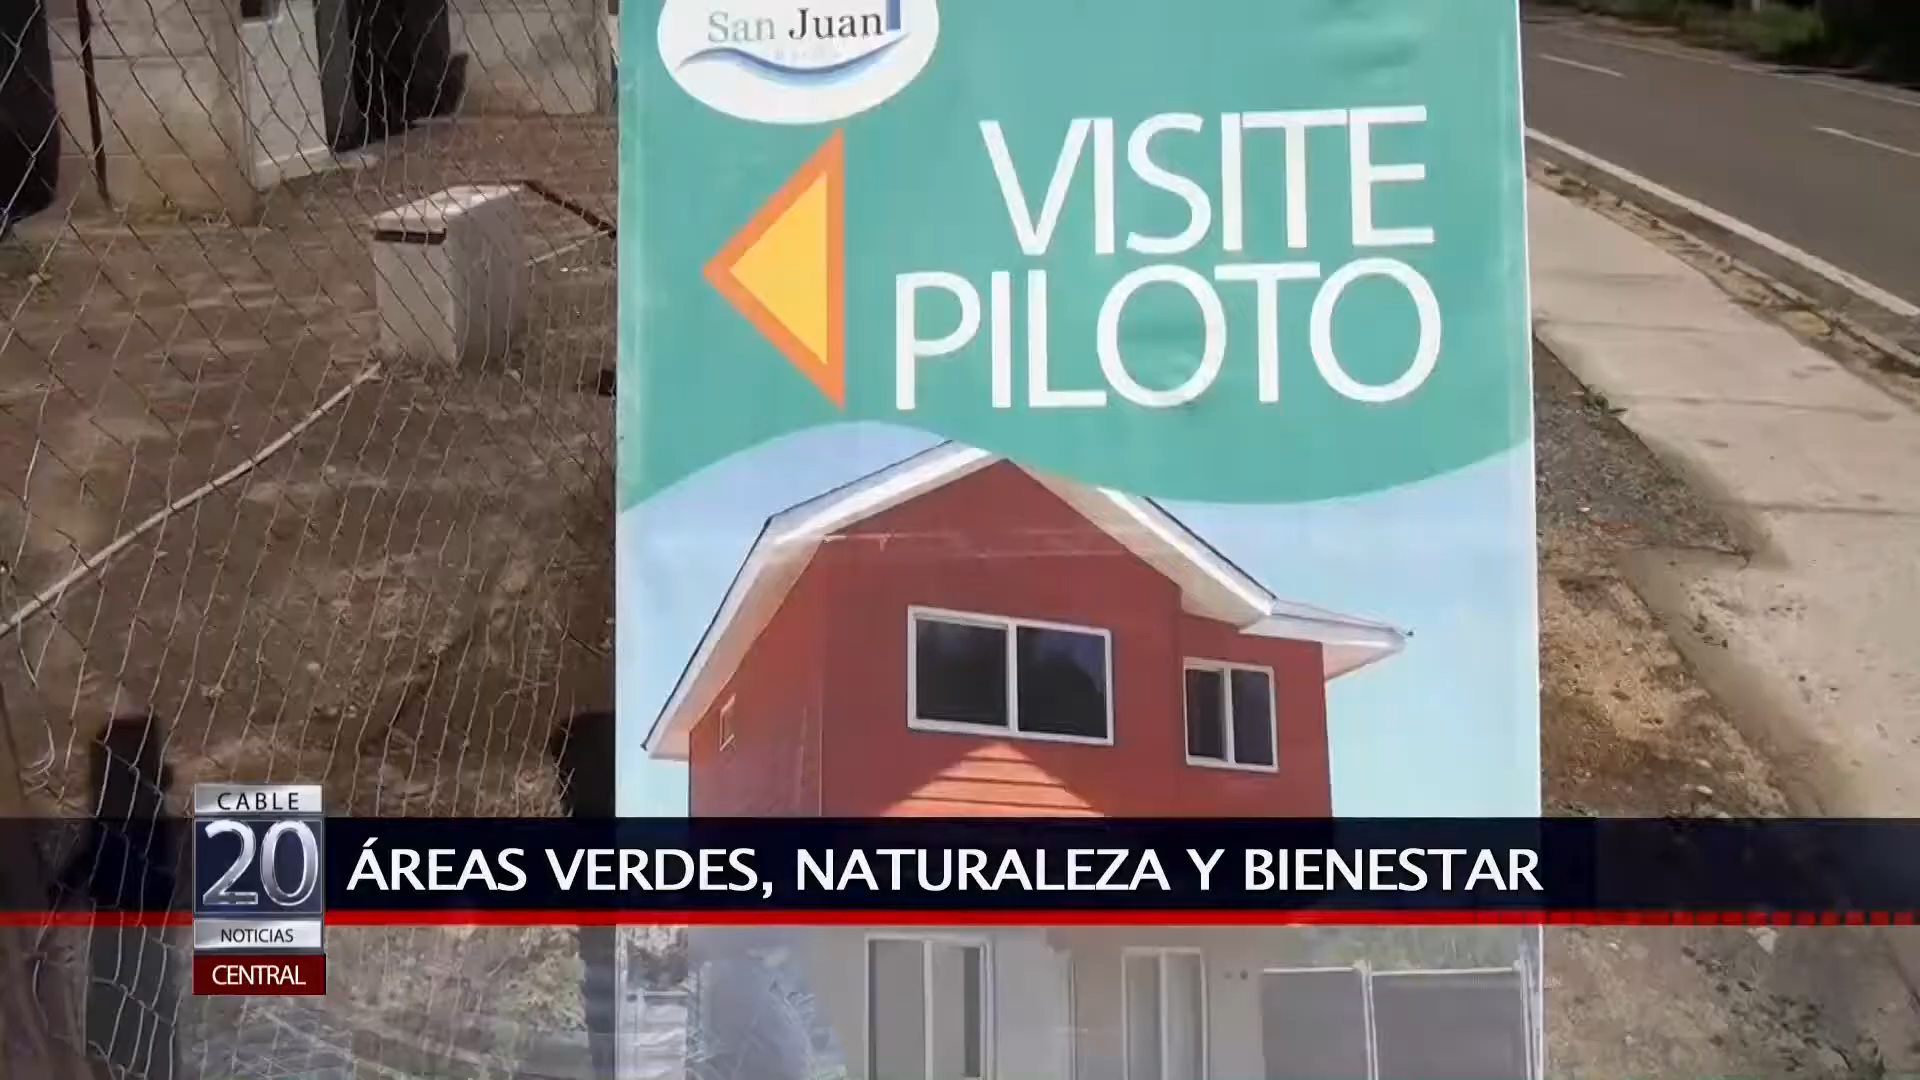 San Juan
VISITE
PILOTO
CABLE
20
NOTICIAS
CENTRAL
ÁREAS VERDES, NATURALEZA Y BIENESTAR